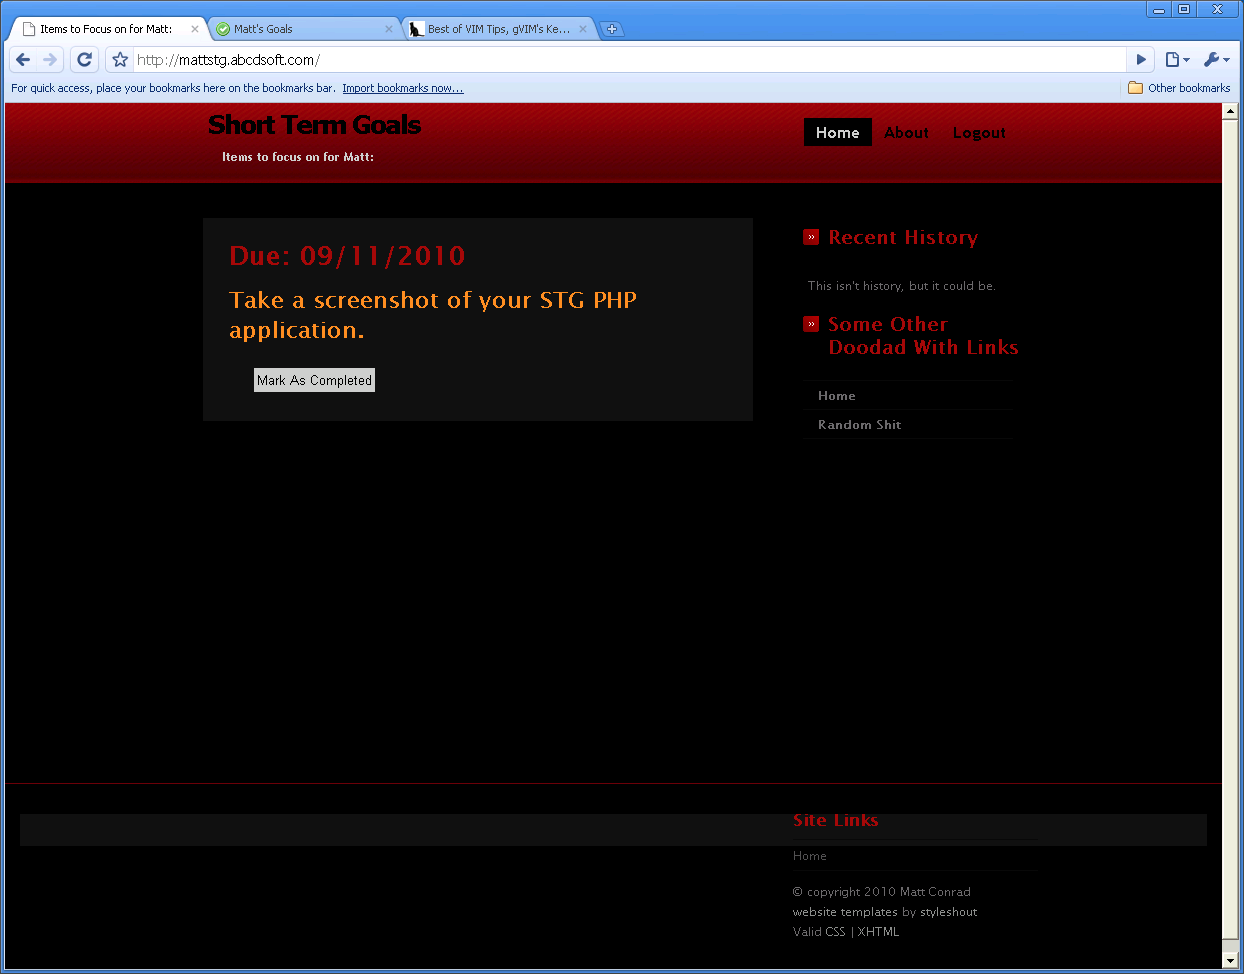 Items to Focus on for Matt:
Matt's Goals
Best of VIM Tips, gVIM's Ke...
http://mattstg.abcdsoft.com/
For quick access, place your bookmarks here on the bookmarks bar. Import bookmarks now...
Other bookmarks
Short Term Goals
Items to focus on for Matt:
Home About Logout
Due: 09/11/2010
Take a screenshot of your STG PHP
application.
Mark As Completed
» Recent History
This isn't history, but it could be.
» Some Other
Doodad With Links
Home
Random Shit
Site Links
Home
© copyright 2010 Matt Conrad
website templates by styleshout
Valid CSS | XHTML